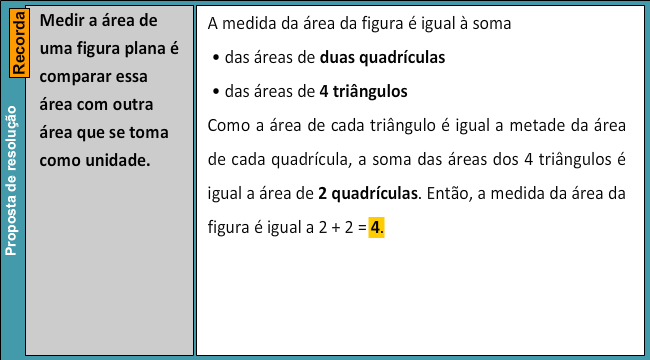 Recorda
Proposta de resolução
Medir a área de
uma figura plana é
comparar essa
área com outra
área que se toma
como unidade.
A medida da área da figura é igual à soma
• das áreas de duas quadrículas
• das áreas de 4 triângulos
Como a área de cada triângulo é igual a metade da área
de cada quadrícula, a soma das áreas dos 4 triângulos é
igual a área de 2 quadrículas. Então, a medida da área da
figura é igual a 2 + 2 = 4.